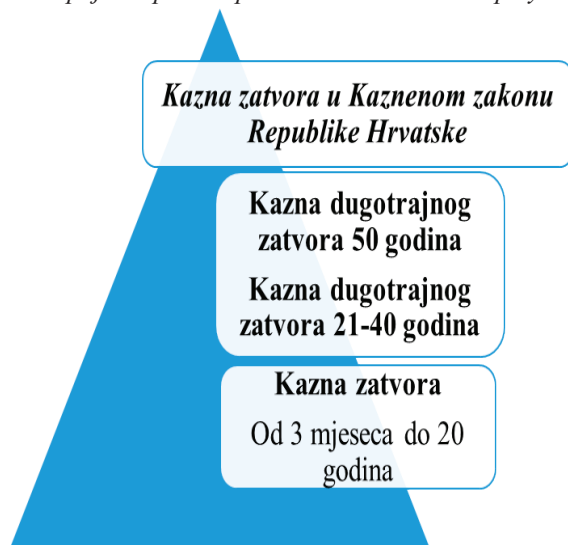 Kazna zatvora u Kaznenom zakonu
Republike Hrvatske
Kazna dugotrajnog
zatvora 50 godina
Kazna dugotrajnog
zatvora 21-40 godina
Kazna zatvora
Od 3 mjeseca do 20
godina